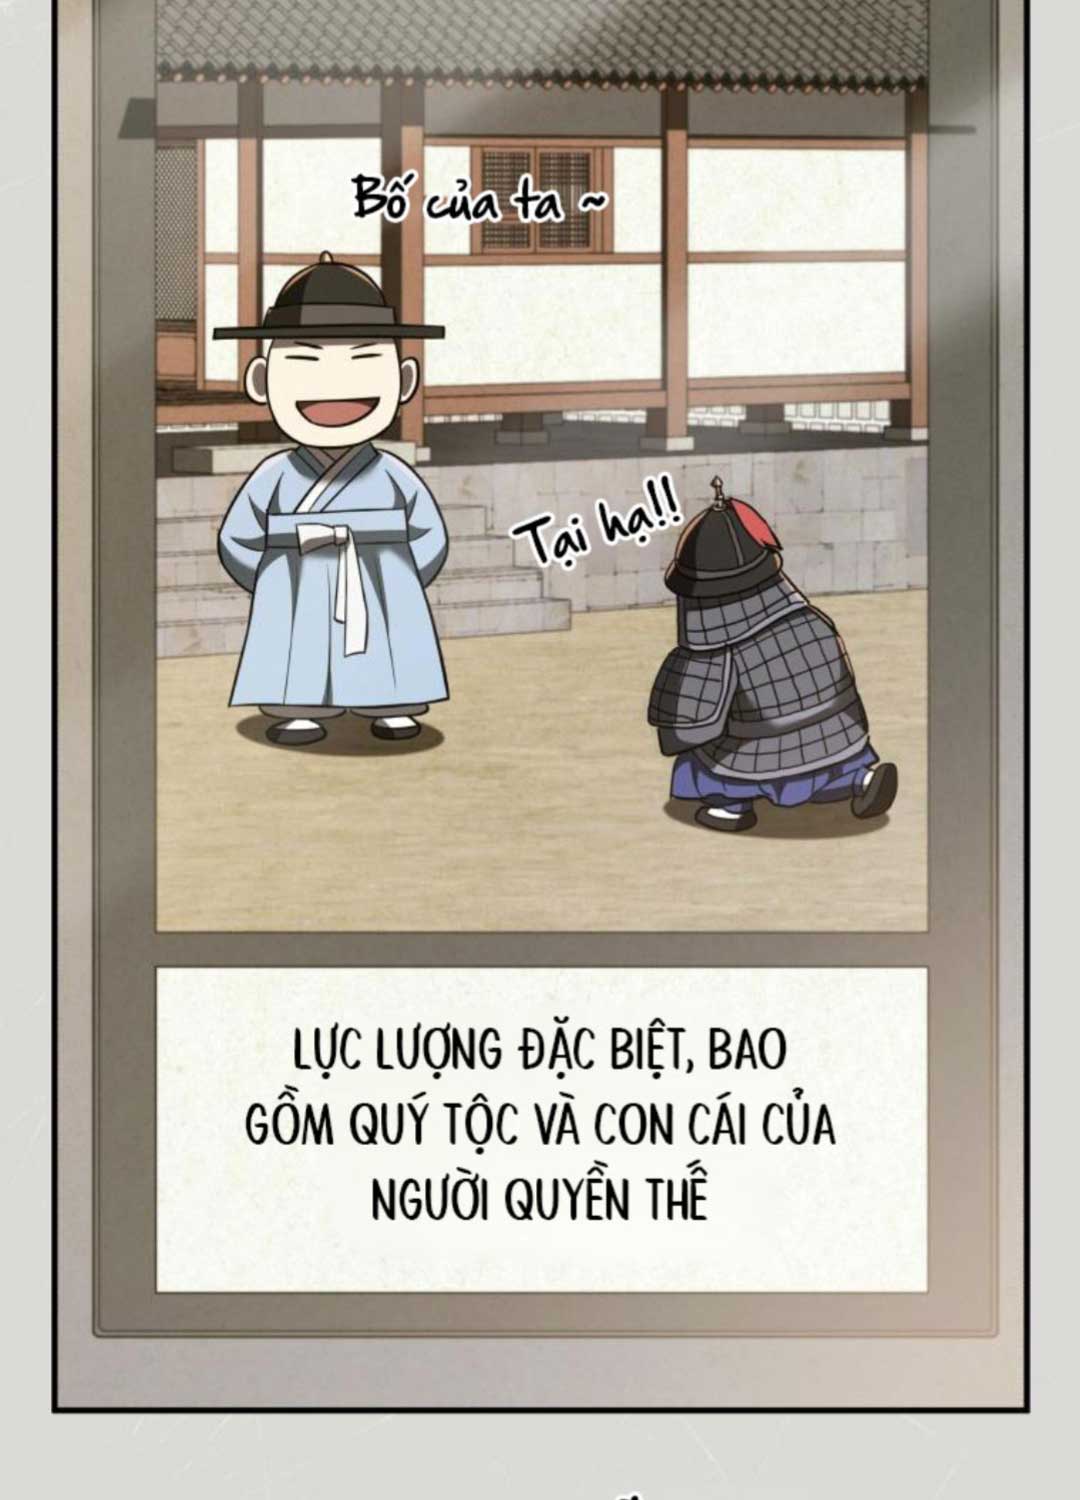 Bố của ta ~
Tại hạ!!
LỰC LƯỢNG ĐẶC BIỆT, BAO
GỒM QUÝ TỘC VÀ CON CÁI CỦA
NGƯỜI QUYỀN THẾ